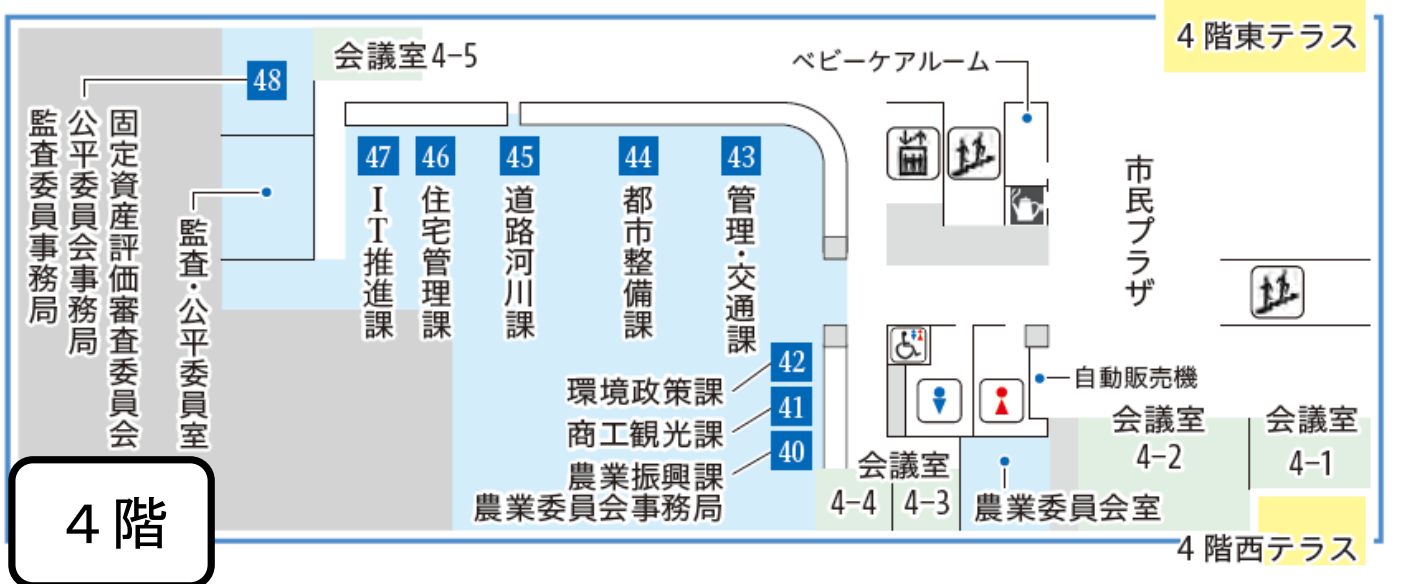 4階東テラス
会議室4-5
ベビーケアルーム
48
監査委員事務局
公平委員会事務局
固定資産評価審査委員会
監査・公平委員室
47
IT推進課
46
住宅管理課
45
道路河川課
44
都市整備課
43
管理・交通課
市民プラザ
42
環境政策課
41
商工観光課
40
農業振興課
農業委員会事務局
自動販売機
会議室
4-4
4-3
農業委員会室
会議室
4-2
会議室
4-1
4階西テラス
4階